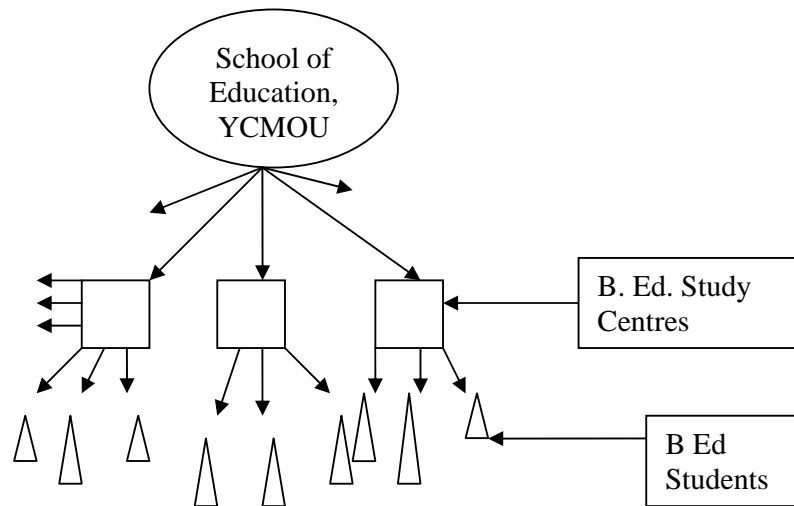 School of
Education,
YCMOU
B. Ed. Study
Centres
B Ed
Students